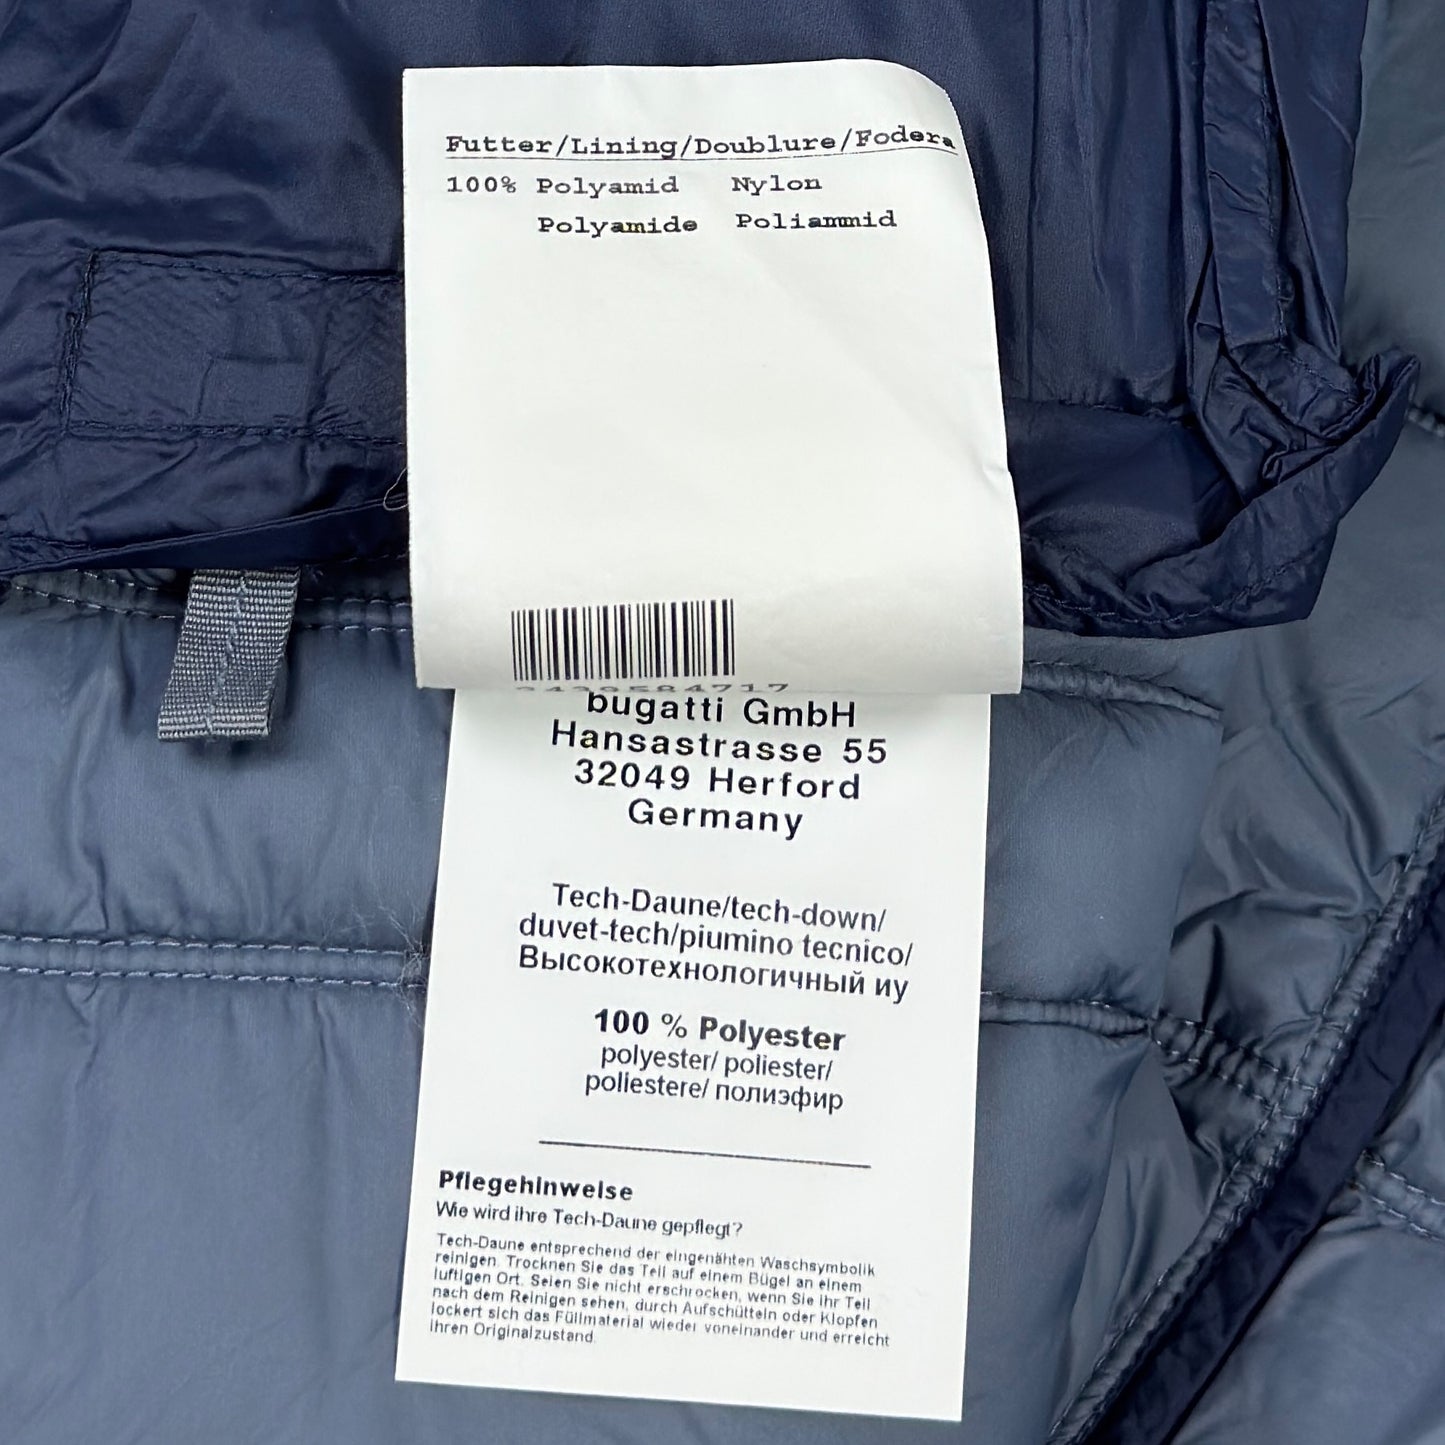 Futter/Lining/Doublure/Fodera
100% Polyamid Nylon
Polyamide Poliammid
bugatti GmbH
Hansastrasse 55
32049 Herford
Germany
Tech-Daune/tech-down/
duvet-tech/piumino tecnico/
Высокотехнологичный иу
100 % Polyester
polyester/ poliester/
poliestere/ полиэфир
Pflegehinweise
Wie wird ihre Tech-Daune gepflegt?
Tech-Daune entsprechend der eingenähten Waschsymbolik
reinigen. Trocknen Sie das Teil auf einem Bügel an einem
luftigen Ort. Seien Sie nicht erschrocken, wenn Sie ihr Teil
nach dem Reinigen sehen, durch Aufschütteln oder Klopfen
lockert sich das Füllmaterial wieder voneinander und erreicht
ihren Originalzustand.